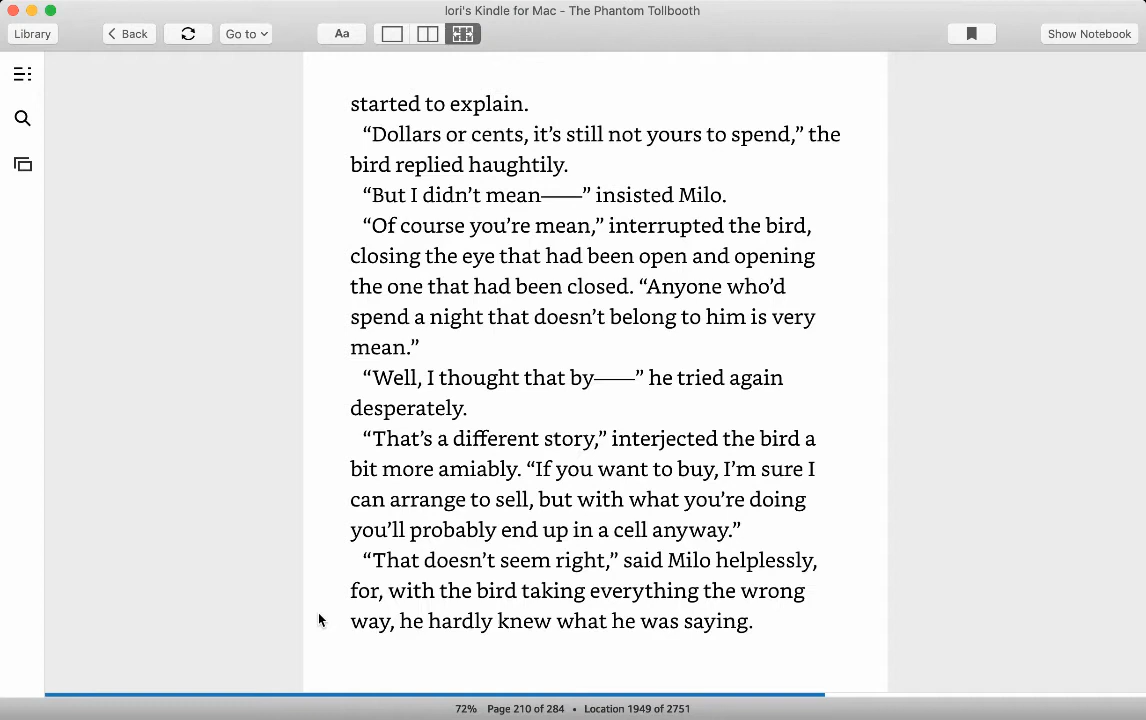 lori's Kindle for Mac - The Phantom Tollbooth
Library
Back
Go to
Aa
Show Notebook
started to explain.
“Dollars or cents, it’s still not yours to spend,” the
bird replied haughtily.
“But I didn’t mean——” insisted Milo.
“Of course you’re mean,” interrupted the bird,
closing the eye that had been open and opening
the one that had been closed. “Anyone who’d
spend a night that doesn’t belong to him is very
mean.”
“Well, I thought that by——” he tried again
desperately.
“That’s a different story,” interjected the bird a
bit more amiably. “If you want to buy, I’m sure I
can arrange to sell, but with what you’re doing
you’ll probably end up in a cell anyway.”
“That doesn’t seem right,” said Milo helplessly,
for, with the bird taking everything the wrong
way, he hardly knew what he was saying.
72% Page 210 of 284 • Location 1949 of 2751